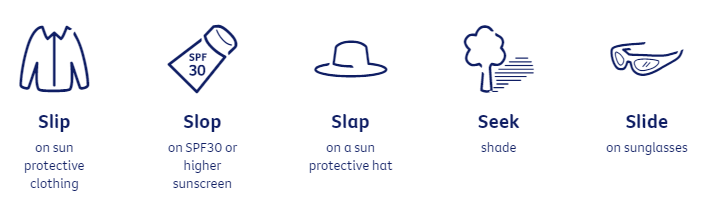 SPF
30
Slip
on sun
protective
clothing
Slop
on SPF30 or
higher
sunscreen
Slap
on a sun
protective hat
Seek
shade
Slide
on sunglasses